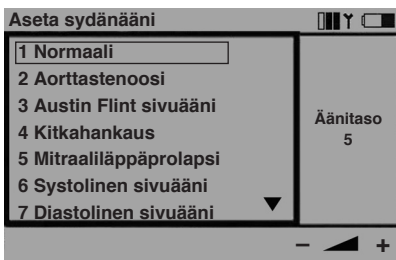 Aseta sydänääni
1 Normaali
2 Aorttastenoosi
3 Austin Flint sivuääni
4 Kitkahankaus
5 Mitraaliläppäprolapsi
6 Systolinen sivuääni
7 Diastolinen sivuääni
Äänitaso
5
– +